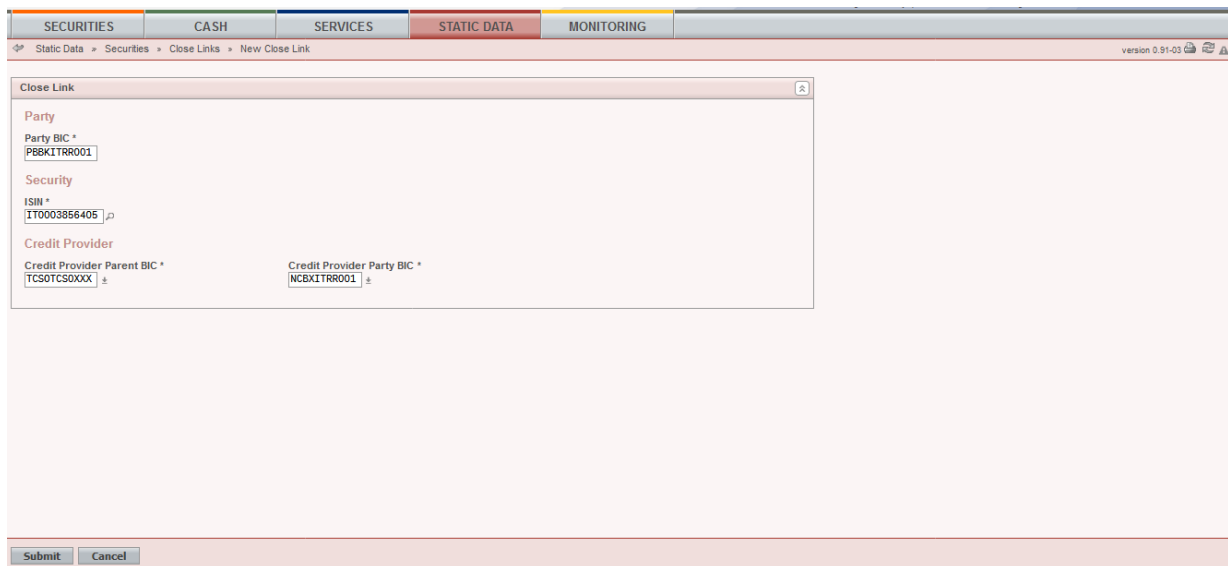 SECURITIES CASH SERVICES STATIC DATA MONITORING
Static Data » Securities » Close Links » New Close Link version 0.91-03
Close Link
Party
Party BIC *
PBBKITRR001
Security
ISIN *
IT0003856405
Credit Provider
Credit Provider Parent BIC * Credit Provider Party BIC *
TCSOTCSOXXX NCBXITRR001
Submit Cancel